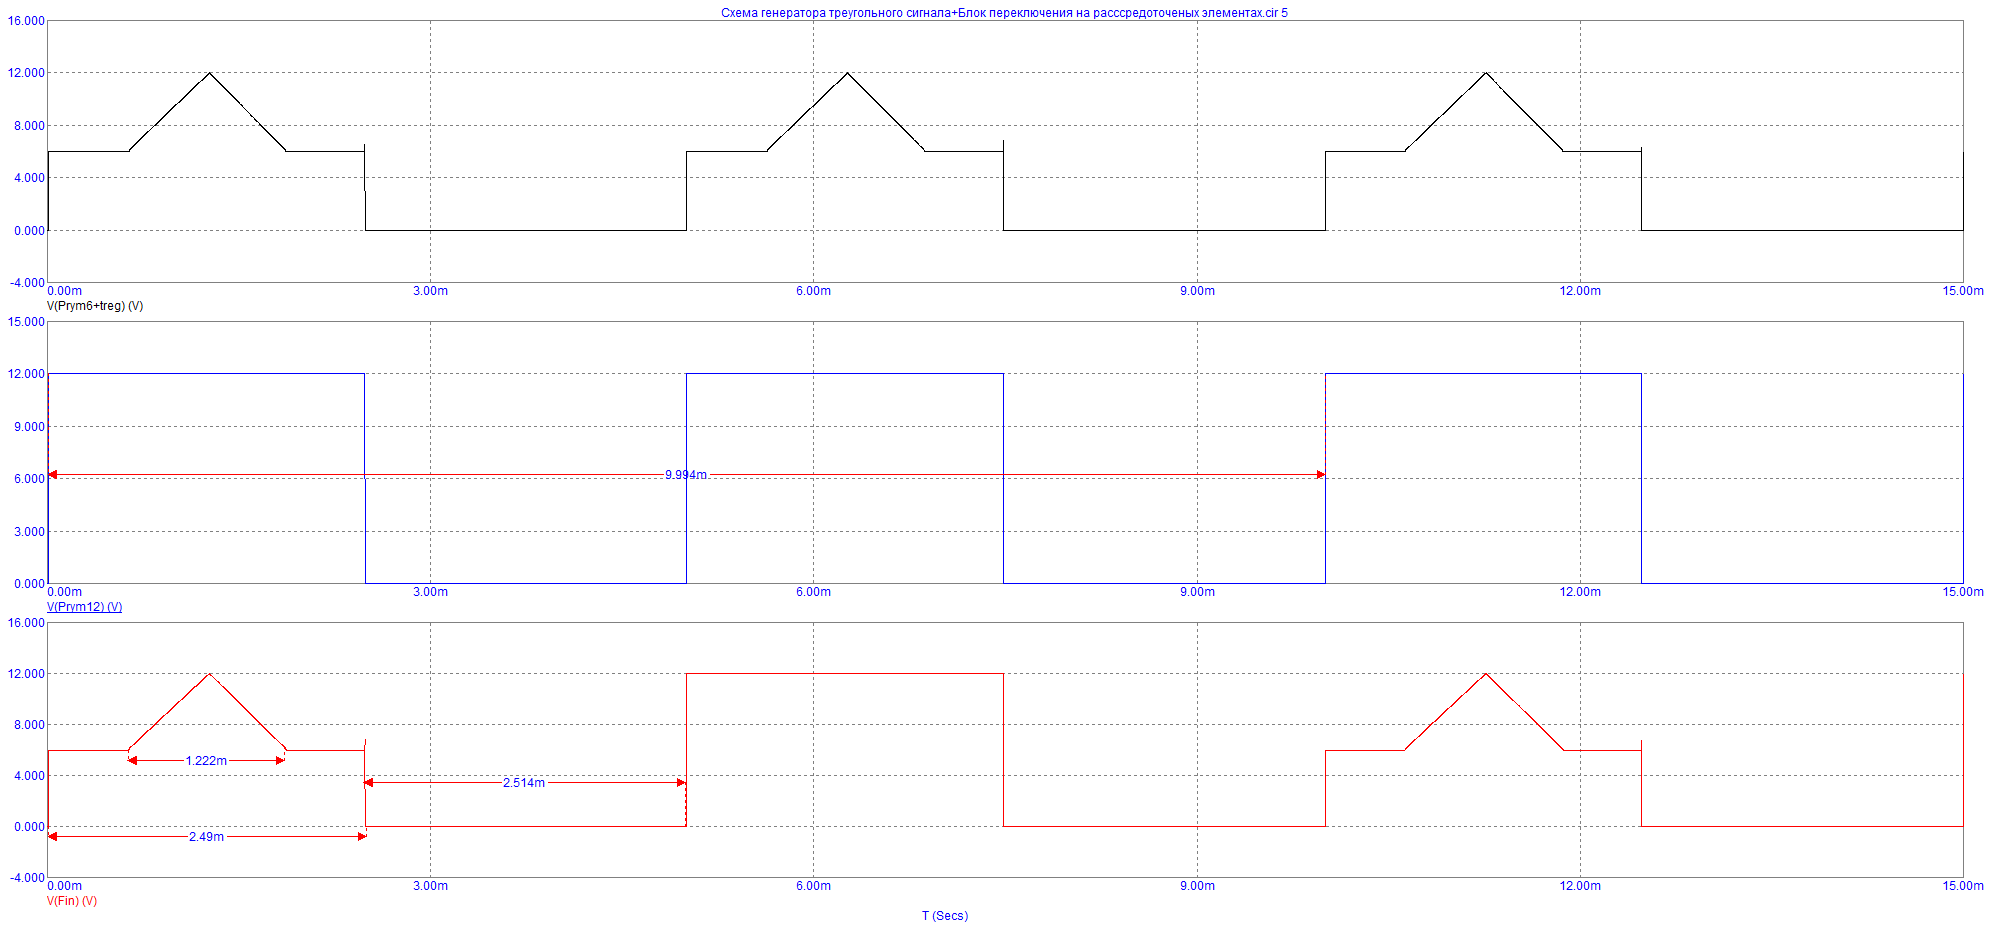 Схема генератора треугольного сигнала+Блок переключения на расссредоточеных элементах.cir 5
16.000
12.000
8.000
4.000
0.000
-4.000
0.00m 3.00m 6.00m 9.00m 12.00m 15.00m
V(Prym6+treg) (V)
15.000
12.000
9.000
9.994m
6.000
3.000
0.000
0.00m 3.00m 6.00m 9.00m 12.00m 15.00m
V(Prym12) (V)
16.000
12.000
8.000
1.222m
4.000
2.514m
0.000
2.49m
-4.000
0.00m 3.00m 6.00m 9.00m 12.00m 15.00m
V(Fin) (V)
T (Secs)